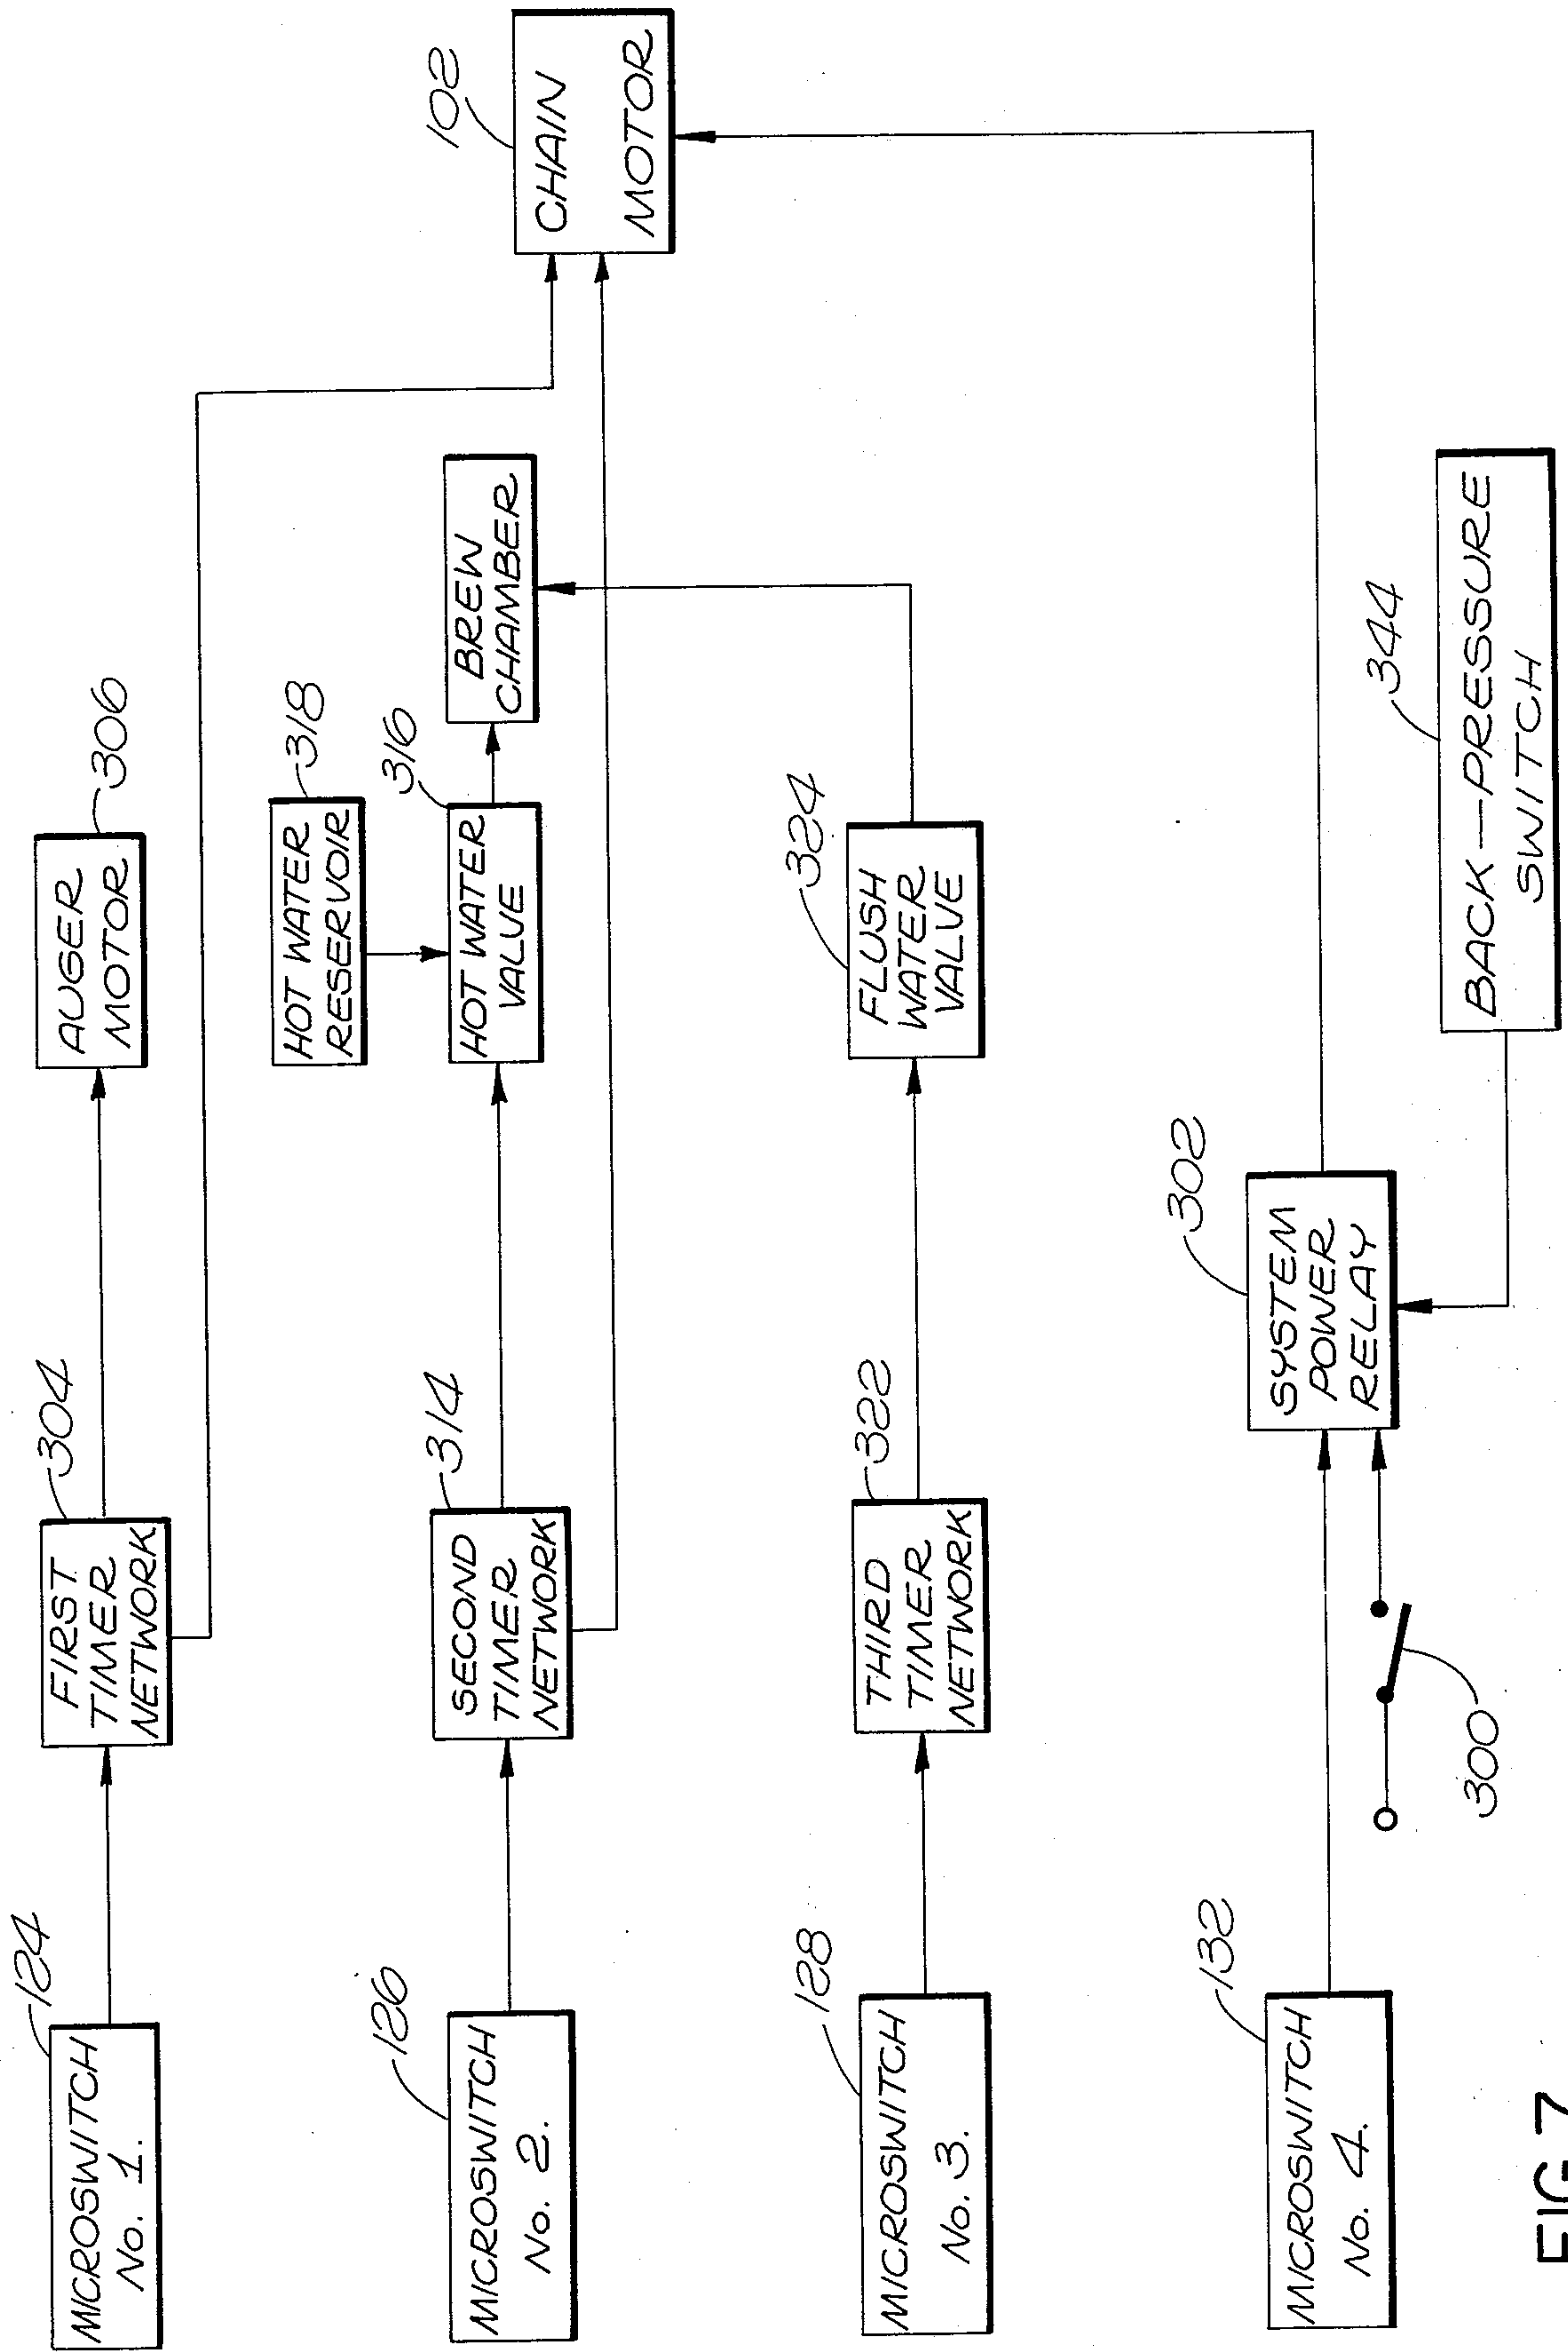 124
MICROSWITCH
No. 1.
304
FIRST
TIMER
NETWORK
306
AUGER
MOTOR
318
HOT WATER
RESERVOIR
126
MICROSWITCH
No. 2.
314
SECOND
TIMER
NETWORK
316
HOT WATER
VALUE
BREW
CHAMBER
102
CHAIN
MOTOR
128
MICROSWITCH
No. 3.
322
THIRD
TIMER
NETWORK
324
FLUSH
WATER
VALVE
132
MICROSWITCH
No. 4.
300
302
SYSTEM
POWER
RELAY
344
BACK-PRESSURE
SWITCH
FIG 7